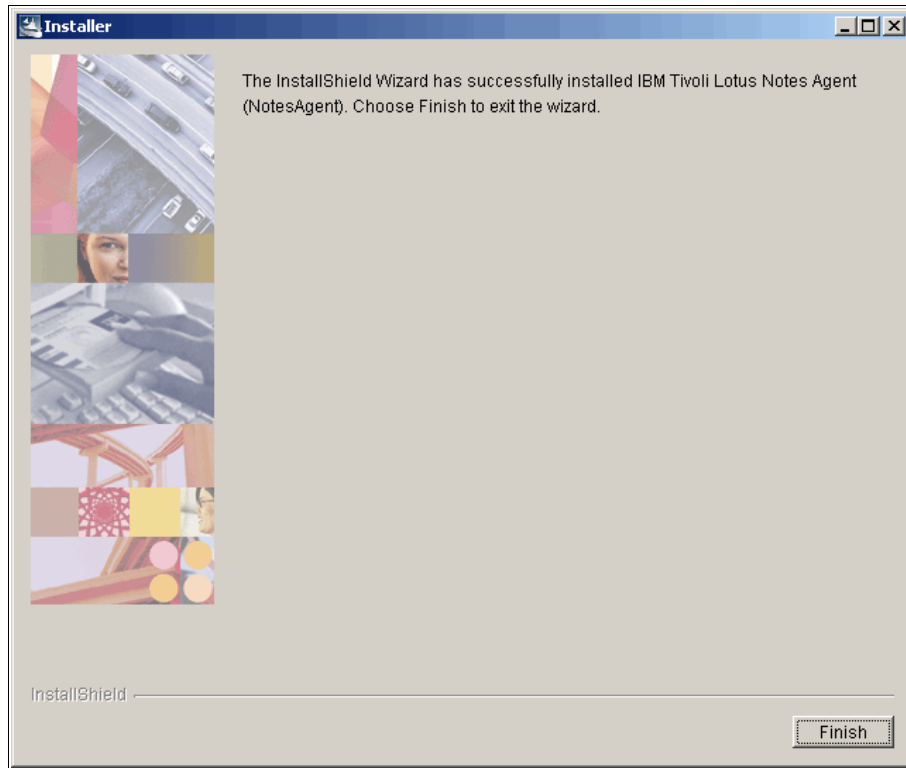 Installer
The InstallShield Wizard has successfully installed IBM Tivoli Lotus Notes Agent
(NotesAgent). Choose Finish to exit the wizard.
InstallShield
Finish